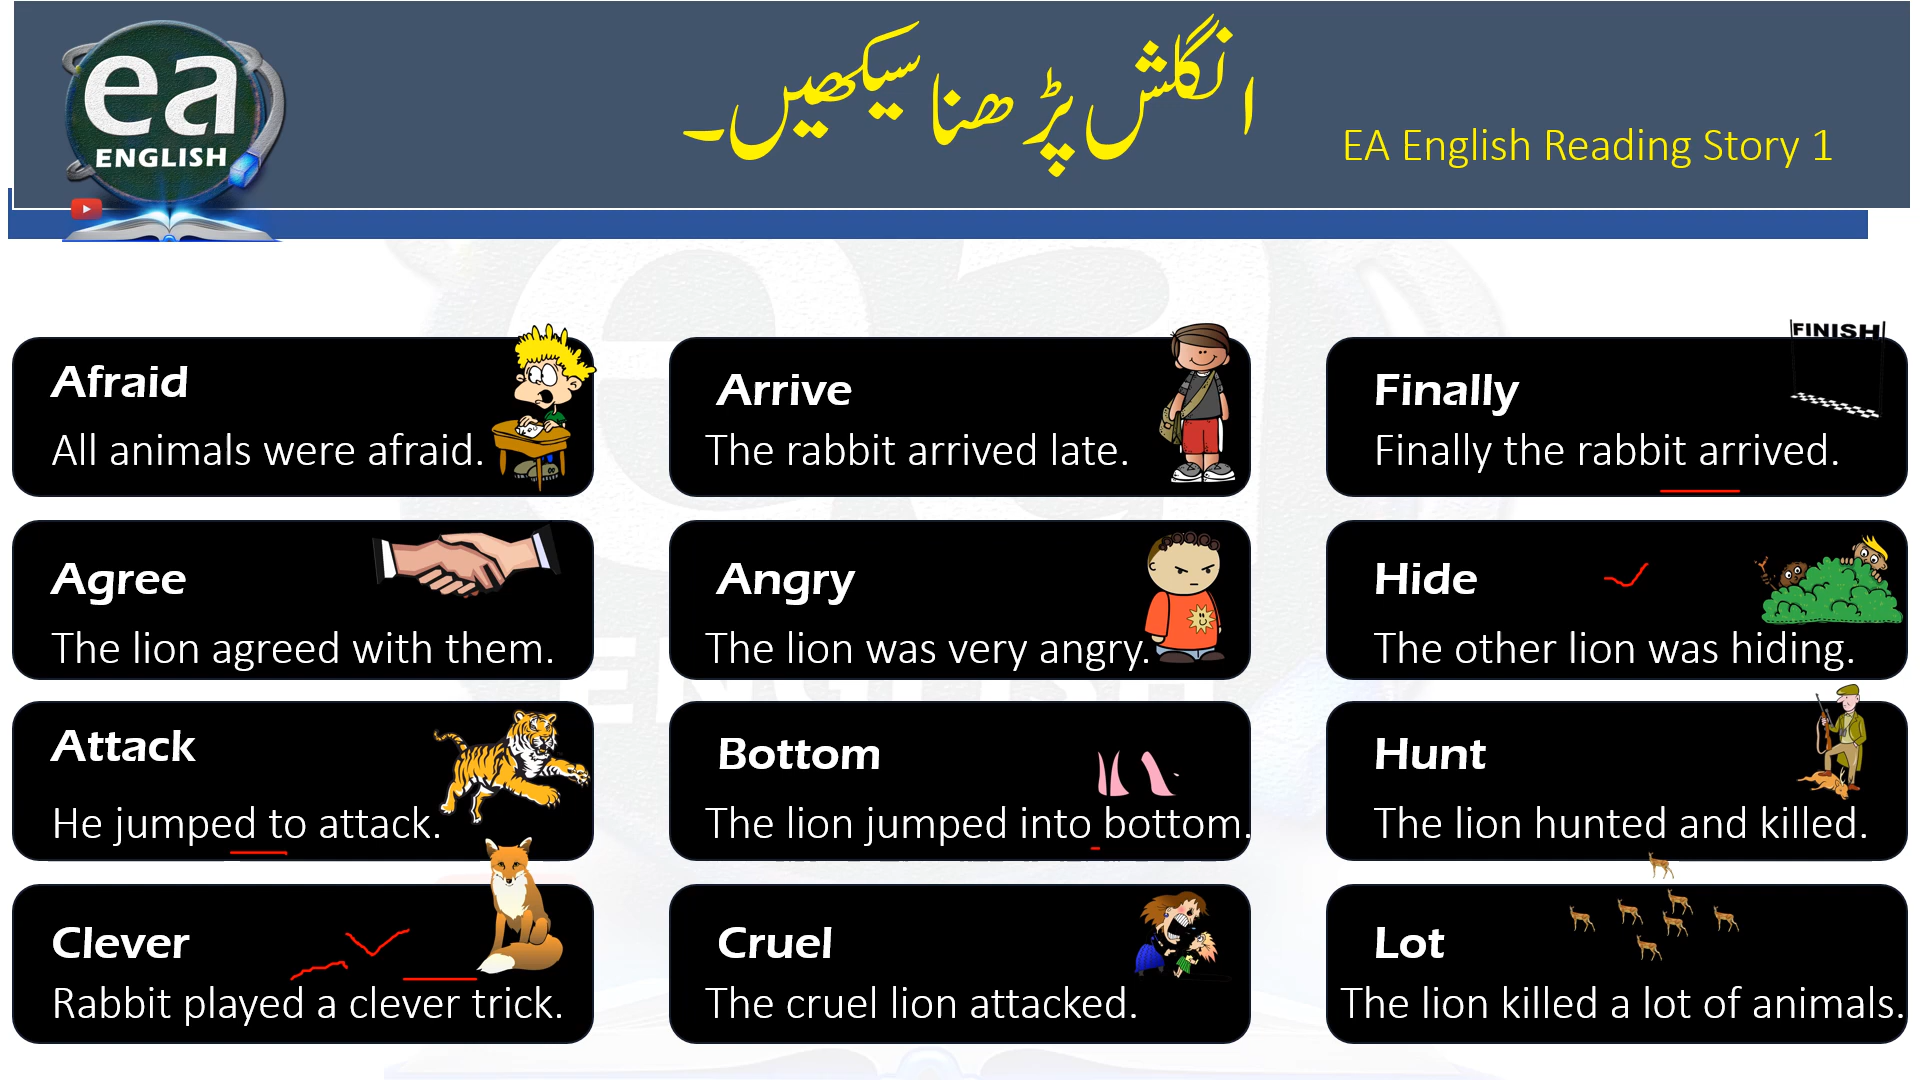 ea
ENGLISH
انگلش پڑھنا سیکھیں۔
EA English Reading Story 1
Afraid
All animals were afraid.
Arrive
The rabbit arrived late.
FINISH
Finally
Finally the rabbit arrived.
Agree
The lion agreed with them.
Angry
The lion was very angry.
Hide
The other lion was hiding.
Attack
He jumped to attack.
Bottom
The lion jumped into bottom.
Hunt
The lion hunted and killed.
Clever
Rabbit played a clever trick.
Cruel
The cruel lion attacked.
Lot
The lion killed a lot of animals.